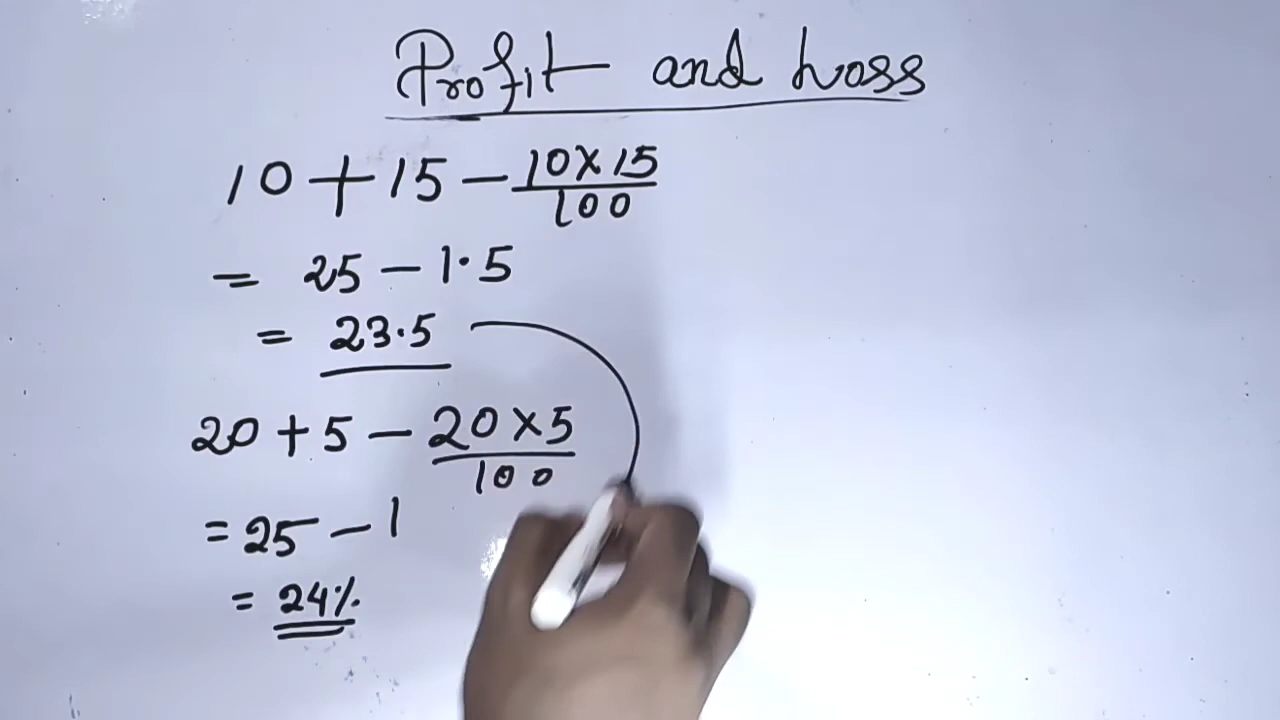 Profit and Loss
10 + 15 - 10×15/100
= 25 - 1.5
= 23.5
20 + 5 - 20×5/100
= 25 - 1
= 24%